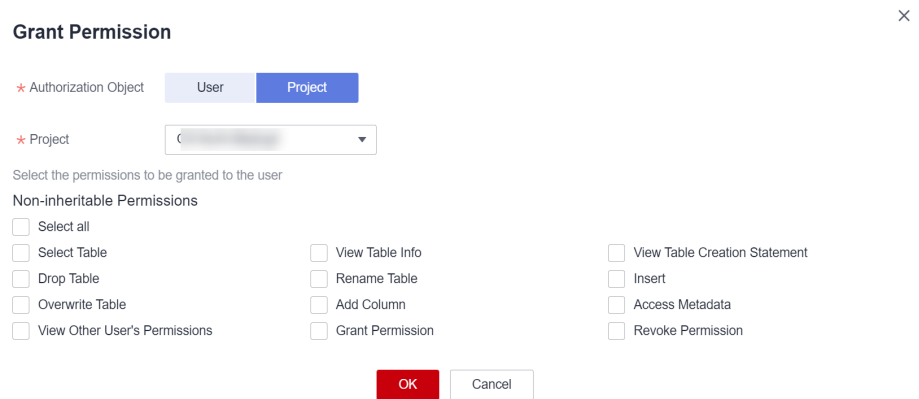 Grant Permission
* Authorization Object User Project
* Project
Select the permissions to be granted to the user
Non-inheritable Permissions
Select all
Select Table View Table Info View Table Creation Statement
Drop Table Rename Table Insert
Overwrite Table Add Column Access Metadata
View Other User's Permissions Grant Permission Revoke Permission
OK Cancel